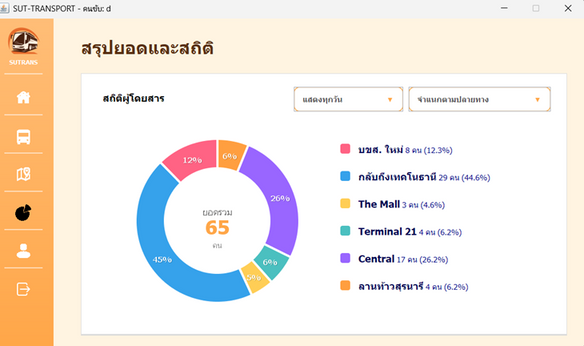 SUT-TRANSPORT - คนขับ: d
SUTRANS
สรุปยอดและสถิติ
สถิติผู้โดยสาร
แสดงทุกวัน
จำแนกตามปลายทาง
12%
6%
26%
6%
5%
45%
ยอดรวม
65
คน
บขส. ใหม่ 8 คน (12.3%)
กลับถึงเทคโนธานี 29 คน (44.6%)
The Mall 3 คน (4.6%)
Terminal 21 4 คน (6.2%)
Central 17 คน (26.2%)
ลานท้าวสุรนารี 4 คน (6.2%)